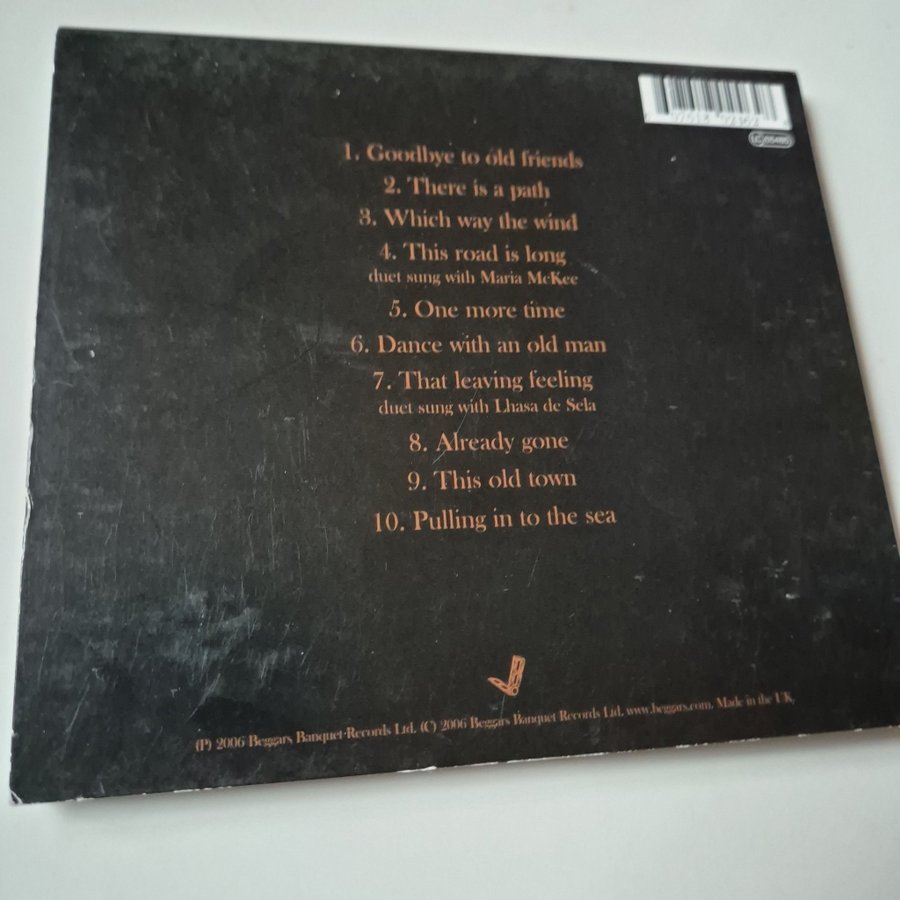 1. Goodbye to old friends
2. There is a path
3. Which way the wind
4. This road is long
duet sung with Maria McKee
5. One more time
6. Dance with an old man
7. That leaving feeling
duet sung with Lhasa de Sela
8. Already gone
9. This old town
10. Pulling in to the sea
(P) 2006 Beggars Banquet Records Ltd. (C) 2006 Beggars Banquet Records Ltd. www.beggars.com. Made in the UK.